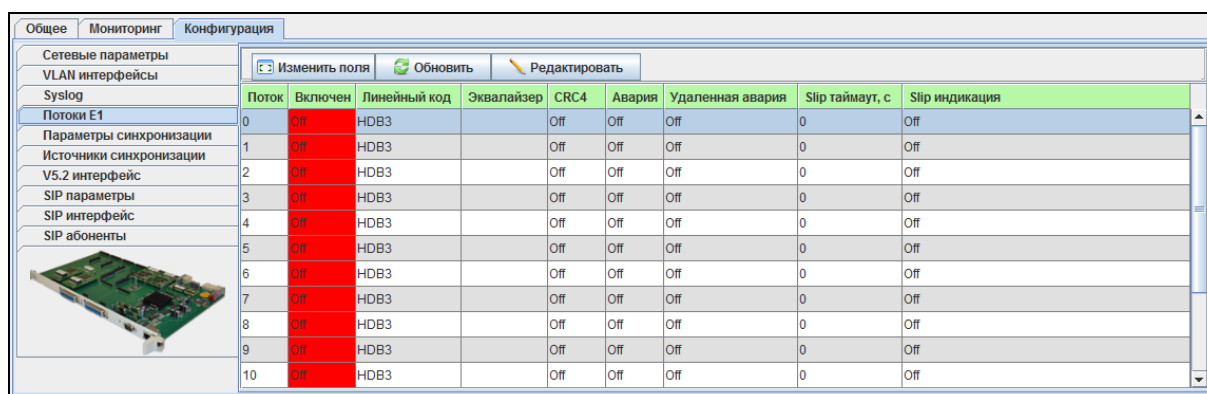 Общее Мониторинг Конфигурация
Сетевые параметры
VLAN интерфейсы
Syslog
Потоки E1
Параметры синхронизации
Источники синхронизации
V5.2 интерфейс
SIP параметры
SIP интерфейс
SIP абоненты
Изменить поля Обновить Редактировать
Поток Включен Линейный код Эквалайзер CRC4 Авария Удаленная авария Slip таймаут, с Slip индикация
0 Off HDB3 Off Off Off 0 Off
1 Off HDB3 Off Off Off 0 Off
2 Off HDB3 Off Off Off 0 Off
3 Off HDB3 Off Off Off 0 Off
4 Off HDB3 Off Off Off 0 Off
5 Off HDB3 Off Off Off 0 Off
6 Off HDB3 Off Off Off 0 Off
7 Off HDB3 Off Off Off 0 Off
8 Off HDB3 Off Off Off 0 Off
9 Off HDB3 Off Off Off 0 Off
10 Off HDB3 Off Off Off 0 Off